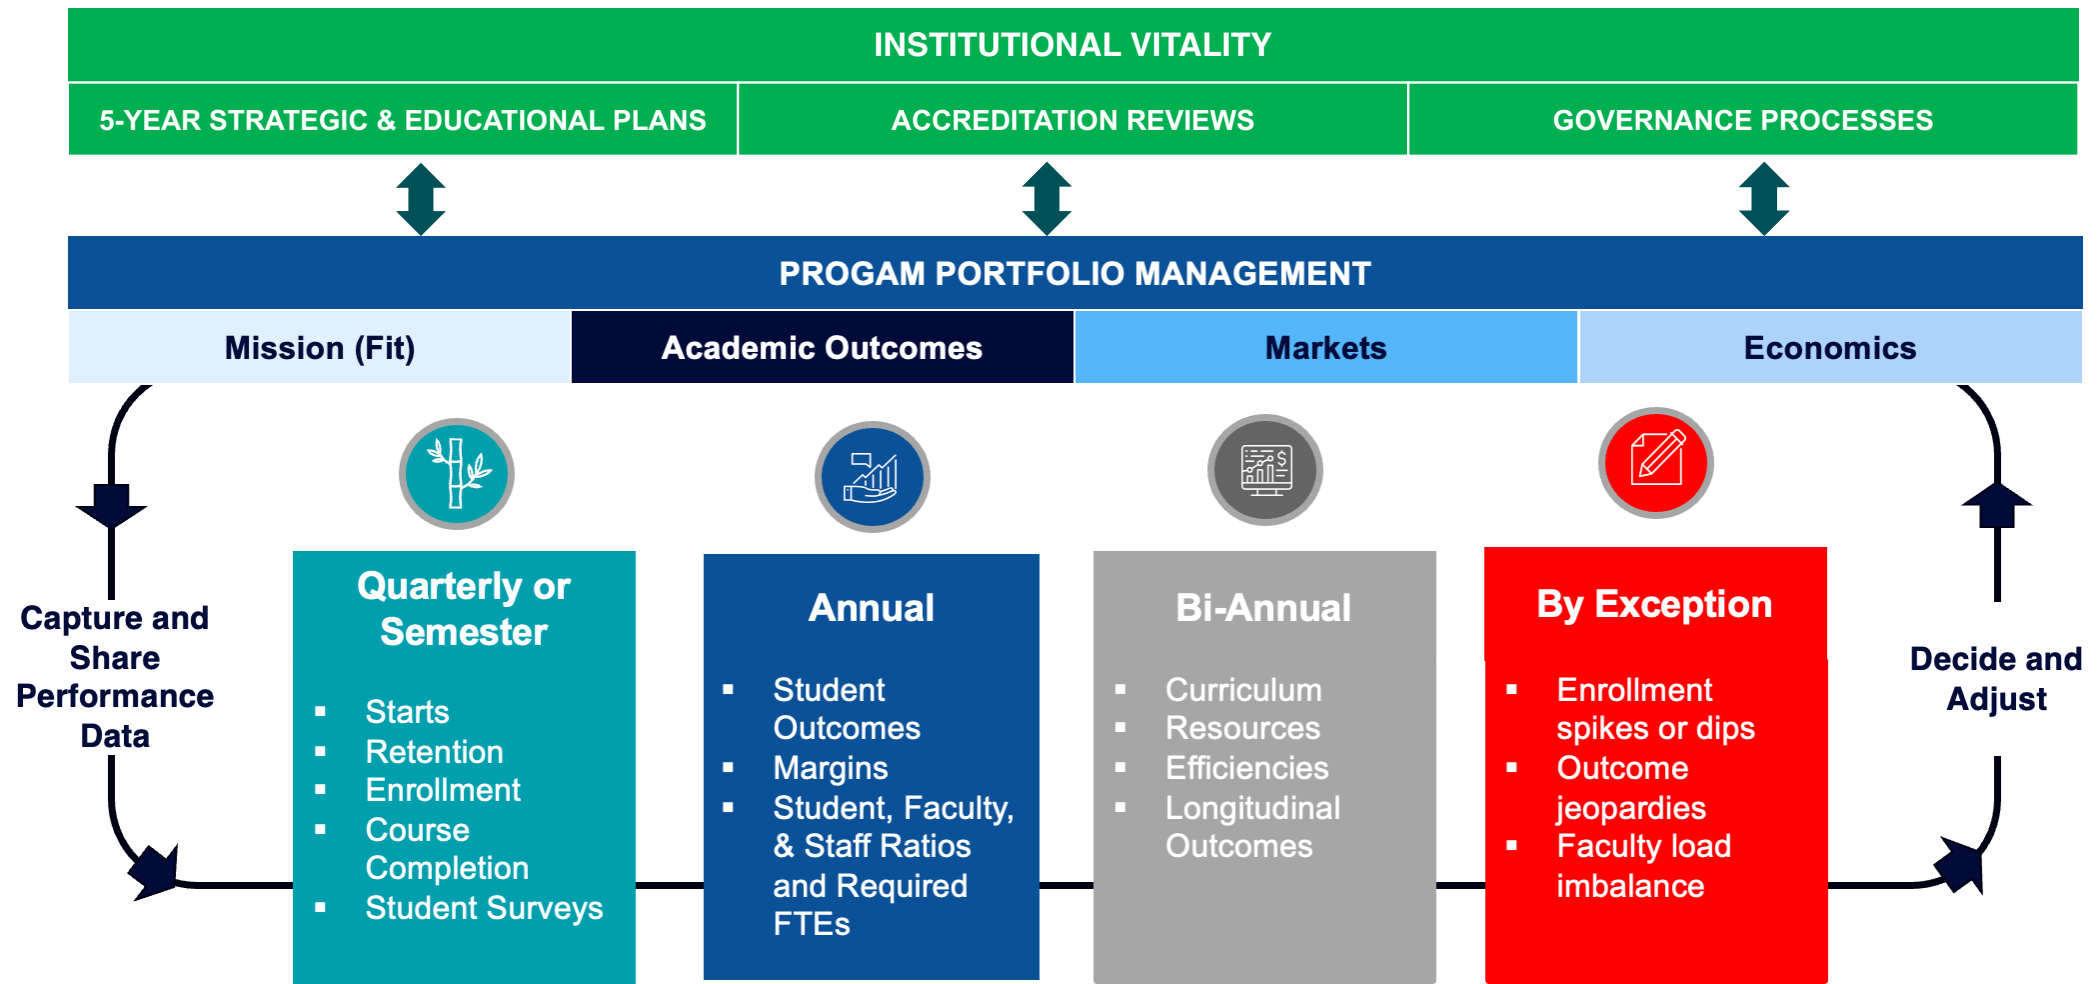 INSTITUTIONAL VITALITY
5-YEAR STRATEGIC & EDUCATIONAL PLANS
ACCREDITATION REVIEWS
GOVERNANCE PROCESSES
PROGAM PORTFOLIO MANAGEMENT
Mission (Fit)
Academic Outcomes
Markets
Economics
Capture and
Share
Performance
Data
Quarterly or
Semester
▪ Starts
▪ Retention
▪ Enrollment
▪ Course
Completion
▪ Student Surveys
Annual
▪ Student
Outcomes
▪ Margins
▪ Student, Faculty,
& Staff Ratios
and Required
FTEs
$
Bi-Annual
▪ Curriculum
▪ Resources
▪ Efficiencies
▪ Longitudinal
Outcomes
By Exception
▪ Enrollment
spikes or dips
▪ Outcome
jeopardies
▪ Faculty load
imbalance
Decide and
Adjust